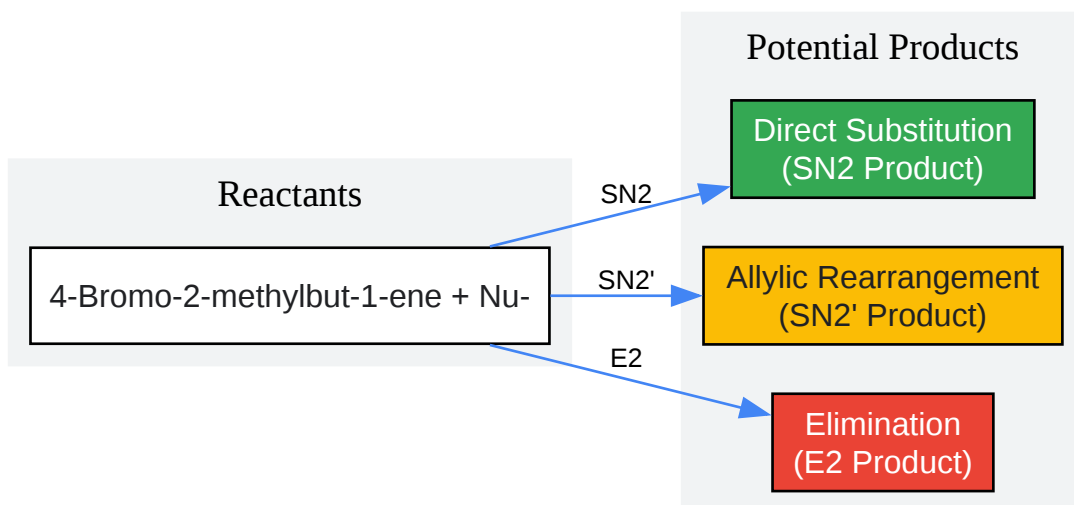 Potential Products
Direct Substitution
(SN2 Product)
Reactants
SN2
4-Bromo-2-methylbut-1-ene + Nu-
SN2'
Allylic Rearrangement
(SN2' Product)
E2
Elimination
(E2 Product)